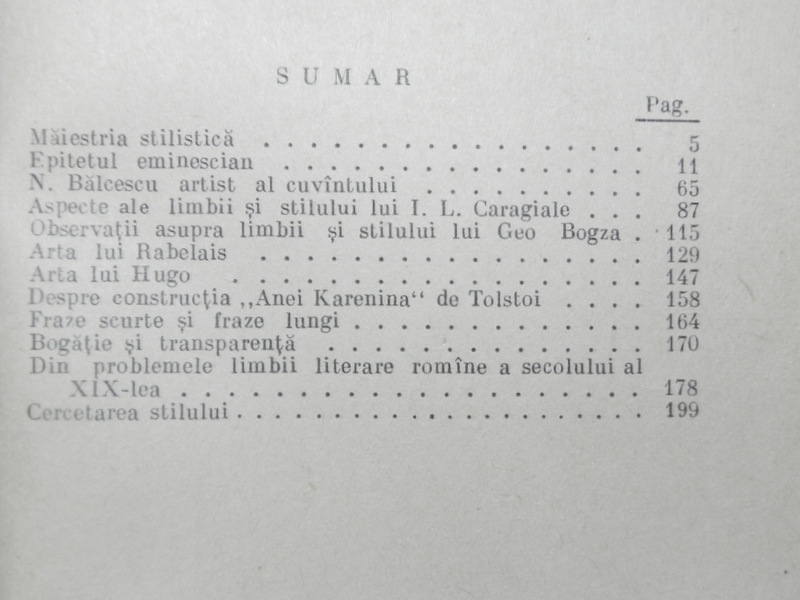 SUMAR
Pag.
Măiestria stilistică . . . . . . . . . . . . . . . . . 5
Epitetul eminescian . . . . . . . . . . . . . . . . 11
N. Bălcescu artist al cuvîntului . . . . . . . . . . 65
Aspecte ale limbii și stilului lui I. L. Caragiale . . . 87
Observații asupra limbii și stilului lui Geo Bogza . 115
Arta lui Rabelais . . . . . . . . . . . . . . . . . 129
Arta lui Hugo . . . . . . . . . . . . . . . . . . 147
Despre construcția „Anei Karenina“ de Tolstoi . . . . 158
Fraze scurte și fraze lungi . . . . . . . . . . . . . 164
Bogăție și transparență . . . . . . . . . . . . . . 170
Din problemele limbii literare romîne a secolului al
XIX-lea . . . . . . . . . . . . . . . . . . . . 178
Cercetarea stilului . . . . . . . . . . . . . . . . . . . 199